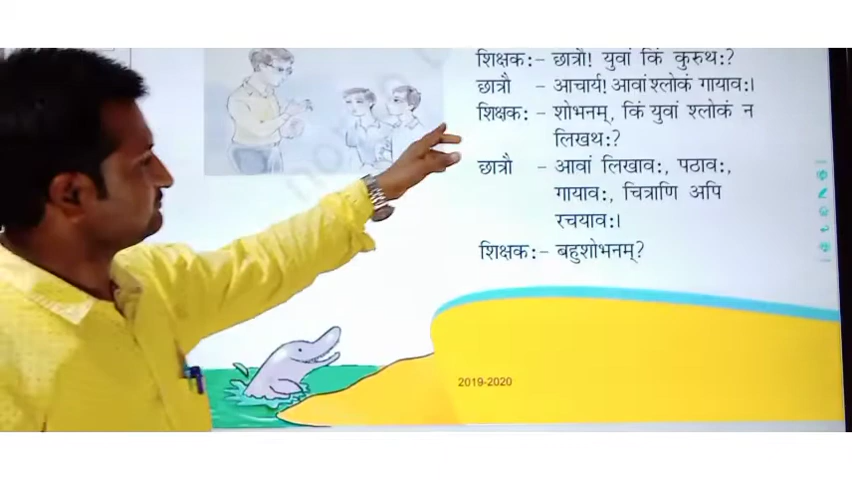 शिक्षक: - छात्रौ! युवां किं कुरुथ:?
छात्रौ - आचार्य! आवां श्लोकं गायाव:।
शिक्षक: - शोभनम्, किं युवां श्लोकं न
लिखथ:?
छात्रौ - आवां लिखाव:, पठाव:,
गायाव:, चित्राणि अपि
रचयाव:।
शिक्षक: - बहुशोभनम्?
2019-2020